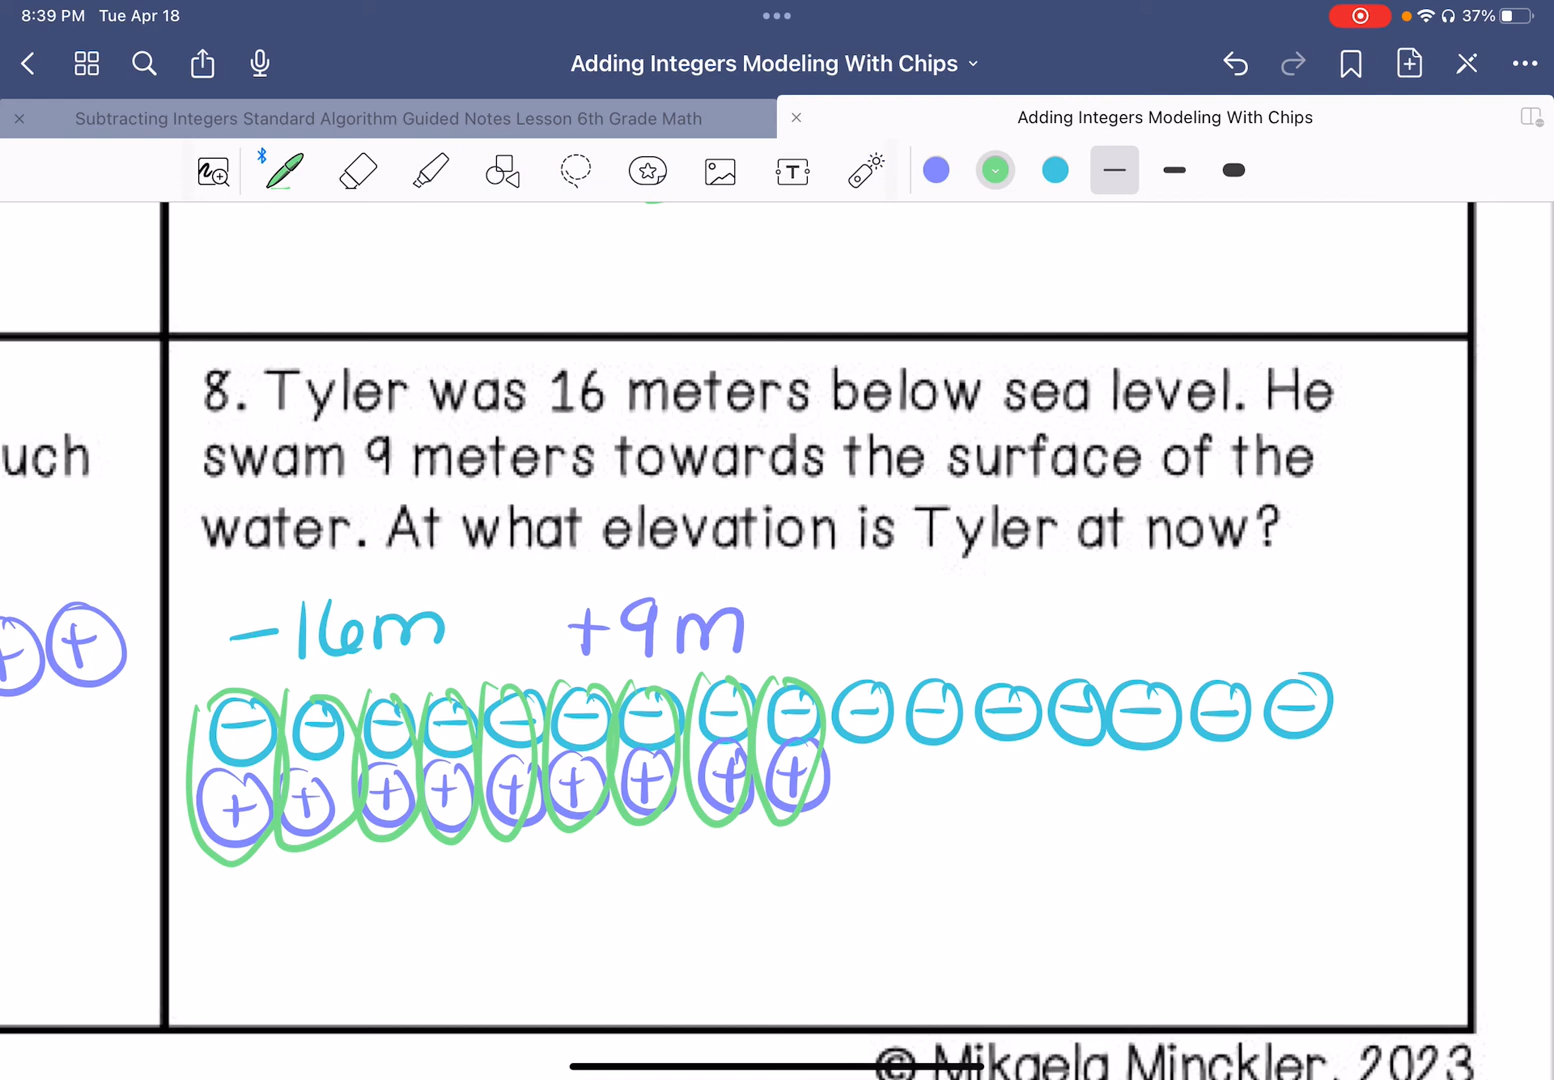 8:39 PM Tue Apr 18
37%
Adding Integers Modeling With Chips
Subtracting Integers Standard Algorithm Guided Notes Lesson 6th Grade Math
Adding Integers Modeling With Chips
T
8. Tyler was 16 meters below sea level. He
uch swam 9 meters towards the surface of the
water. At what elevation is Tyler at now?
-16m +9m
+ + - - - - - - - - - - - - - - - -
+ + + + + + + + +
© Mikaela Minckler, 2023